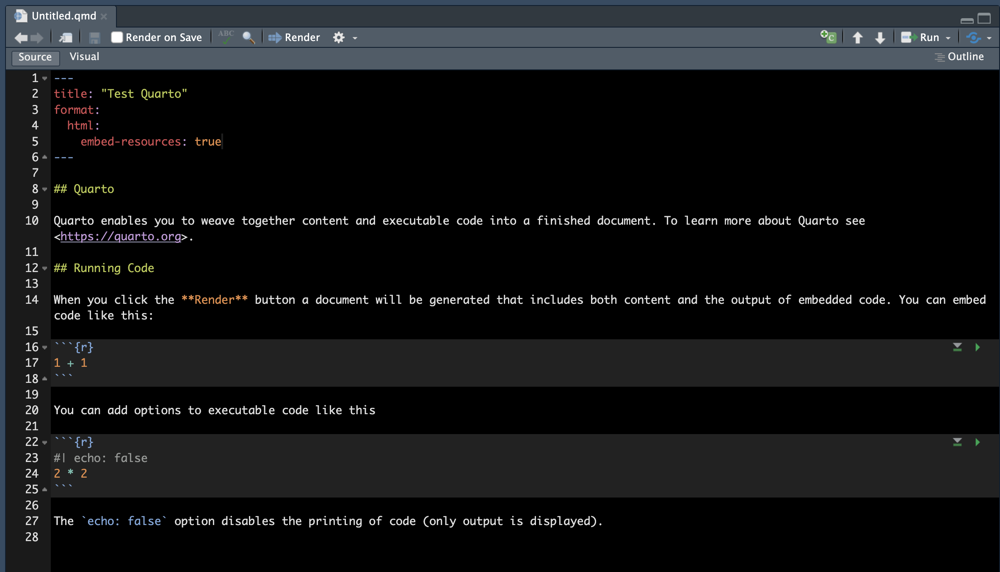 Untitled.qmd
Render on Save ABC Render C Run
Source Visual Outline
1 ---
2 title: "Test Quarto"
3 format:
4   html:
5     embed-resources: true
6 ---
7
8 ## Quarto
9
10 Quarto enables you to weave together content and executable code into a finished document. To learn more about Quarto see
<https://quarto.org>.
11
12 ## Running Code
13
14 When you click the **Render** button a document will be generated that includes both content and the output of embedded code. You can embed
code like this:
15
16 ```{r}
17 1 + 1
18 ```
19
20 You can add options to executable code like this
21
22 ```{r}
23 #| echo: false
24 2 * 2
25 ```
26
27 The `echo: false` option disables the printing of code (only output is displayed).
28